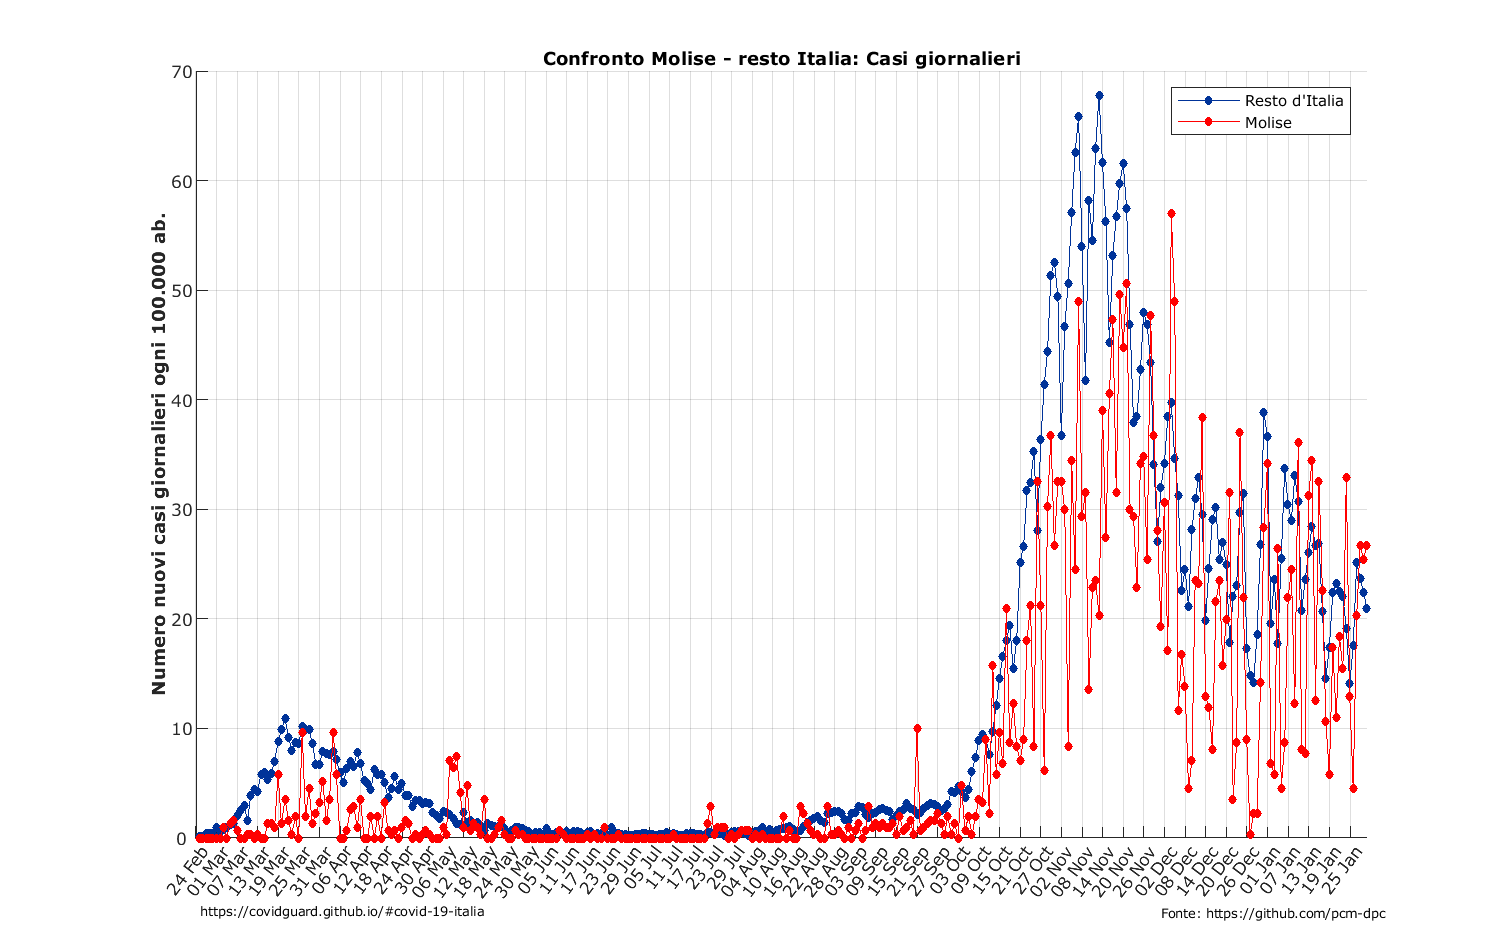 Confronto Molise - resto Italia: Casi giornalieri
Numero nuovi casi giornalieri ogni 100.000 ab.
70
60
50
40
30
20
10
0
Resto d'Italia
Molise
24 Feb
01 Mar
07 Mar
13 Mar
19 Mar
25 Mar
31 Mar
06 Apr
12 Apr
18 Apr
24 Apr
30 Apr
06 May
12 May
18 May
24 May
30 May
05 Jun
11 Jun
17 Jun
23 Jun
29 Jun
05 Jul
11 Jul
17 Jul
23 Jul
29 Jul
04 Aug
10 Aug
16 Aug
22 Aug
28 Aug
03 Sep
09 Sep
15 Sep
21 Sep
27 Sep
03 Oct
09 Oct
15 Oct
21 Oct
27 Oct
02 Nov
08 Nov
14 Nov
20 Nov
26 Nov
02 Dec
08 Dec
14 Dec
20 Dec
26 Dec
01 Jan
07 Jan
13 Jan
19 Jan
25 Jan
https://covidguard.github.io/#covid-19-italia
Fonte: https://github.com/pcm-dpc